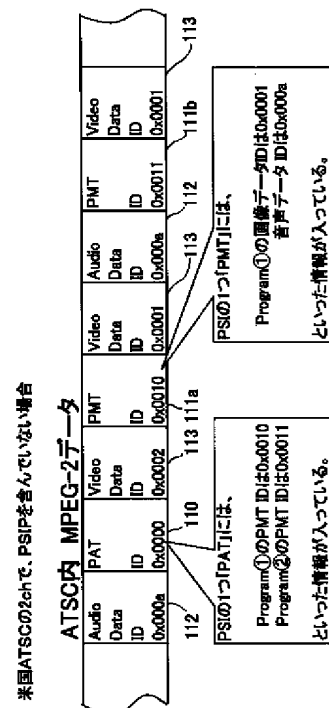 米国ATSCの2chで、PSIPを含んでいない場合
ATSC内 MPEG-2データ
Audio
Data
ID
0x000a
PAT
ID
0x0000
Video
Data
ID
0x0002
PMT
ID
0x0010
Video
Data
ID
0x0001
Audio
Data
ID
0x000a
PMT
ID
0x0011
Video
Data
ID
0x0001
112
110
113
111a
113
112
111b
113
PSIの1つ「PAT」には、
Program①のPMT IDは0x0010
Program②のPMT IDは0x0011
といった情報が入っている。
PSIの1つ「PMT」には、
Program①の画像データIDは0x0001
音声データ IDは0x000a
といった情報が入っている。